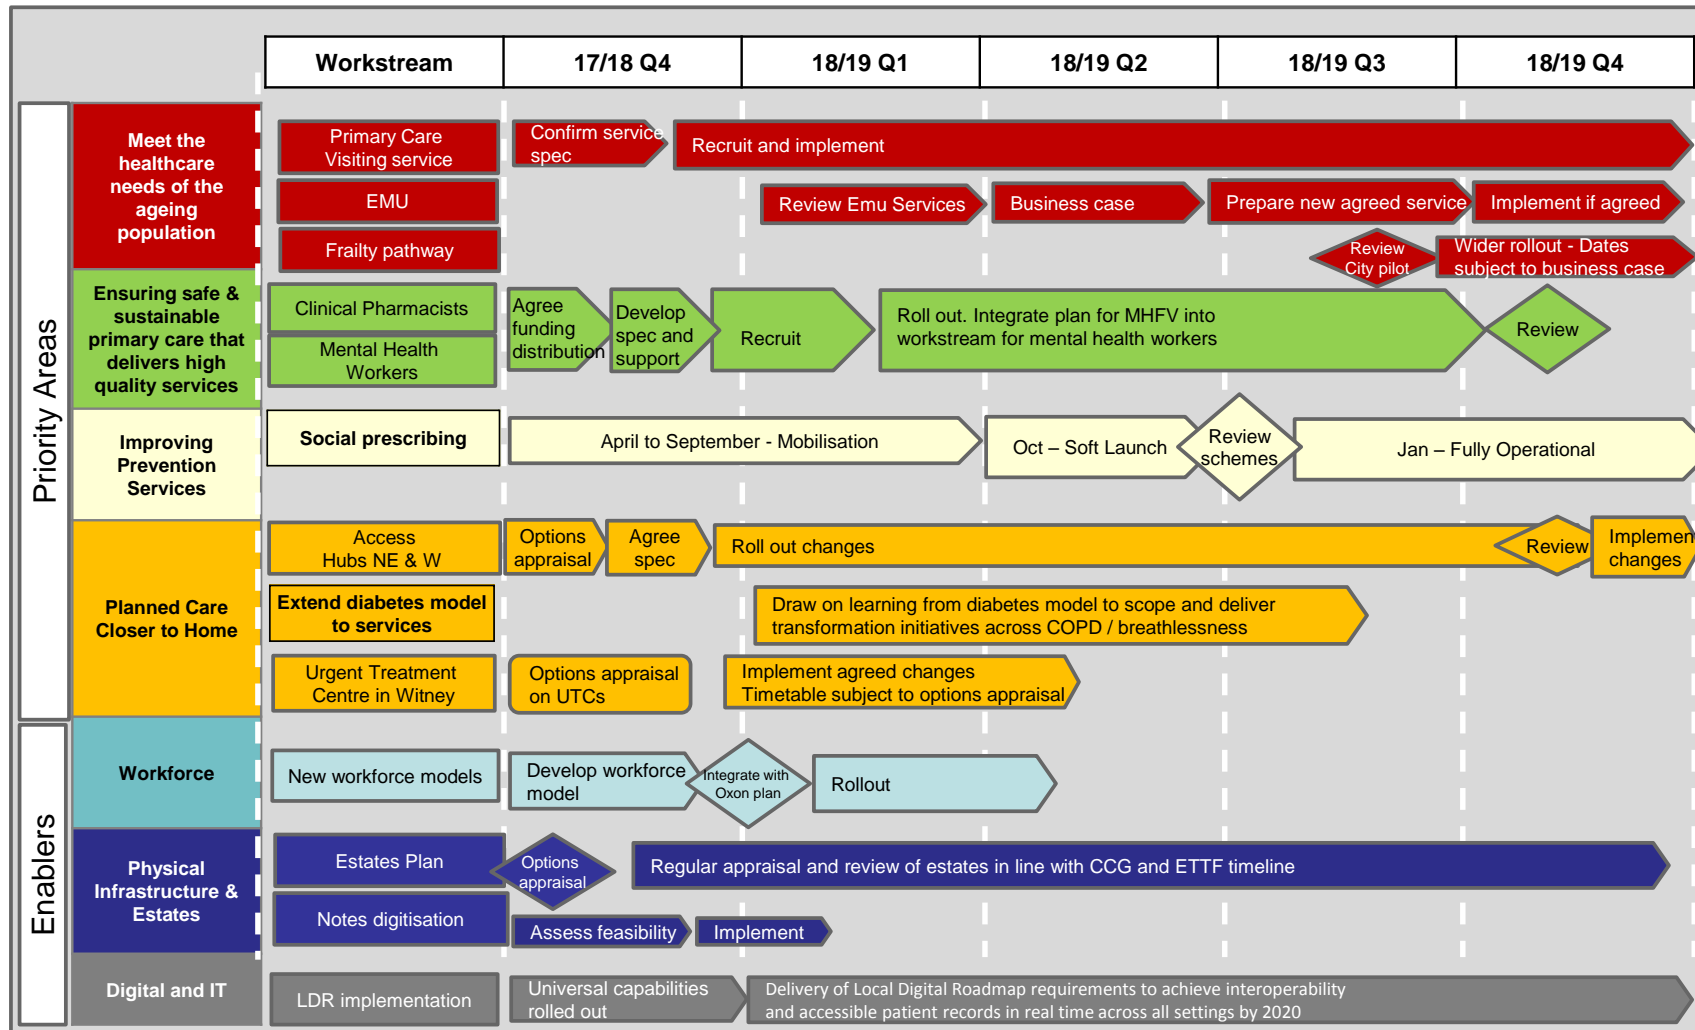 Workstream
17/18 Q4
18/19 Q1
18/19 Q2
18/19 Q3
18/19 Q4
Priority Areas
Meet the
healthcare
needs of the
ageing
population
Primary Care
Visiting service
Confirm service
spec
Recruit and implement
EMU
Review Emu Services
Business case
Prepare new agreed service
Implement if agreed
Frailty pathway
Review
City pilot
Wider rollout - Dates
subject to business case
Ensuring safe &
sustainable
primary care that
delivers high
quality services
Clinical Pharmacists
Mental Health
Workers
Agree
funding
distribution
Develop
spec and
support
Recruit
Roll out. Integrate plan for MHFV into
workstream for mental health workers
Review
Improving
Prevention
Services
Social prescribing
April to September - Mobilisation
Oct – Soft Launch
Review
schemes
Jan – Fully Operational
Planned Care
Closer to Home
Access
Hubs NE & W
Options
appraisal
Agree
spec
Roll out changes
Review
Implemen
changes
Extend diabetes model
to services
Draw on learning from diabetes model to scope and deliver
transformation initiatives across COPD / breathlessness
Urgent Treatment
Centre in Witney
Options appraisal
on UTCs
Implement agreed changes
Timetable subject to options appraisal
Enablers
Workforce
New workforce models
Develop workforce
model
Integrate with
Oxon plan
Rollout
Physical
Infrastructure &
Estates
Estates Plan
Options
appraisal
Regular appraisal and review of estates in line with CCG and ETTF timeline
Notes digitisation
Assess feasibility
Implement
Digital and IT
LDR implementation
Universal capabilities
rolled out
Delivery of Local Digital Roadmap requirements to achieve interoperability
and accessible patient records in real time across all settings by 2020